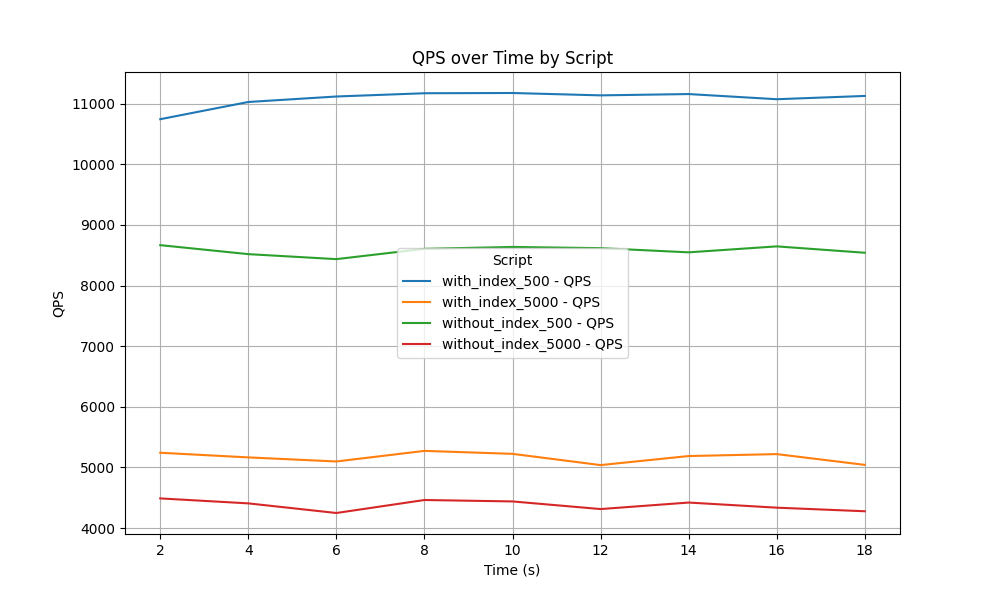 QPS over Time by Script
QPS
11000
10000
9000
8000
7000
6000
5000
4000
Script
with_index_500 - QPS
with_index_5000 - QPS
without_index_500 - QPS
without_index_5000 - QPS
2 4 6 8 10 12 14 16 18
Time (s)